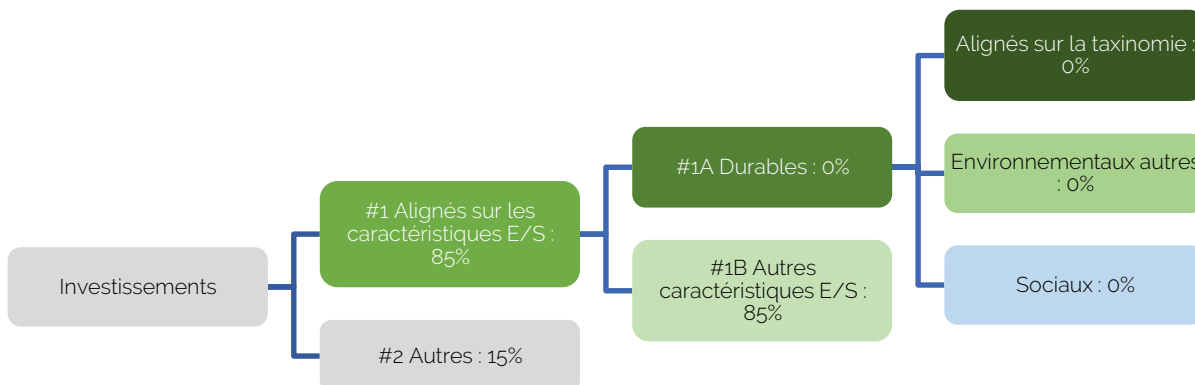 Investissements
#1 Alignés sur les
caractéristiques E/S :
85%
#2 Autres : 15%
#1A Durables : 0%
#1B Autres
caractéristiques E/S :
85%
Alignés sur la taxinomie :
0%
Environnementaux autres
: 0%
Sociaux : 0%